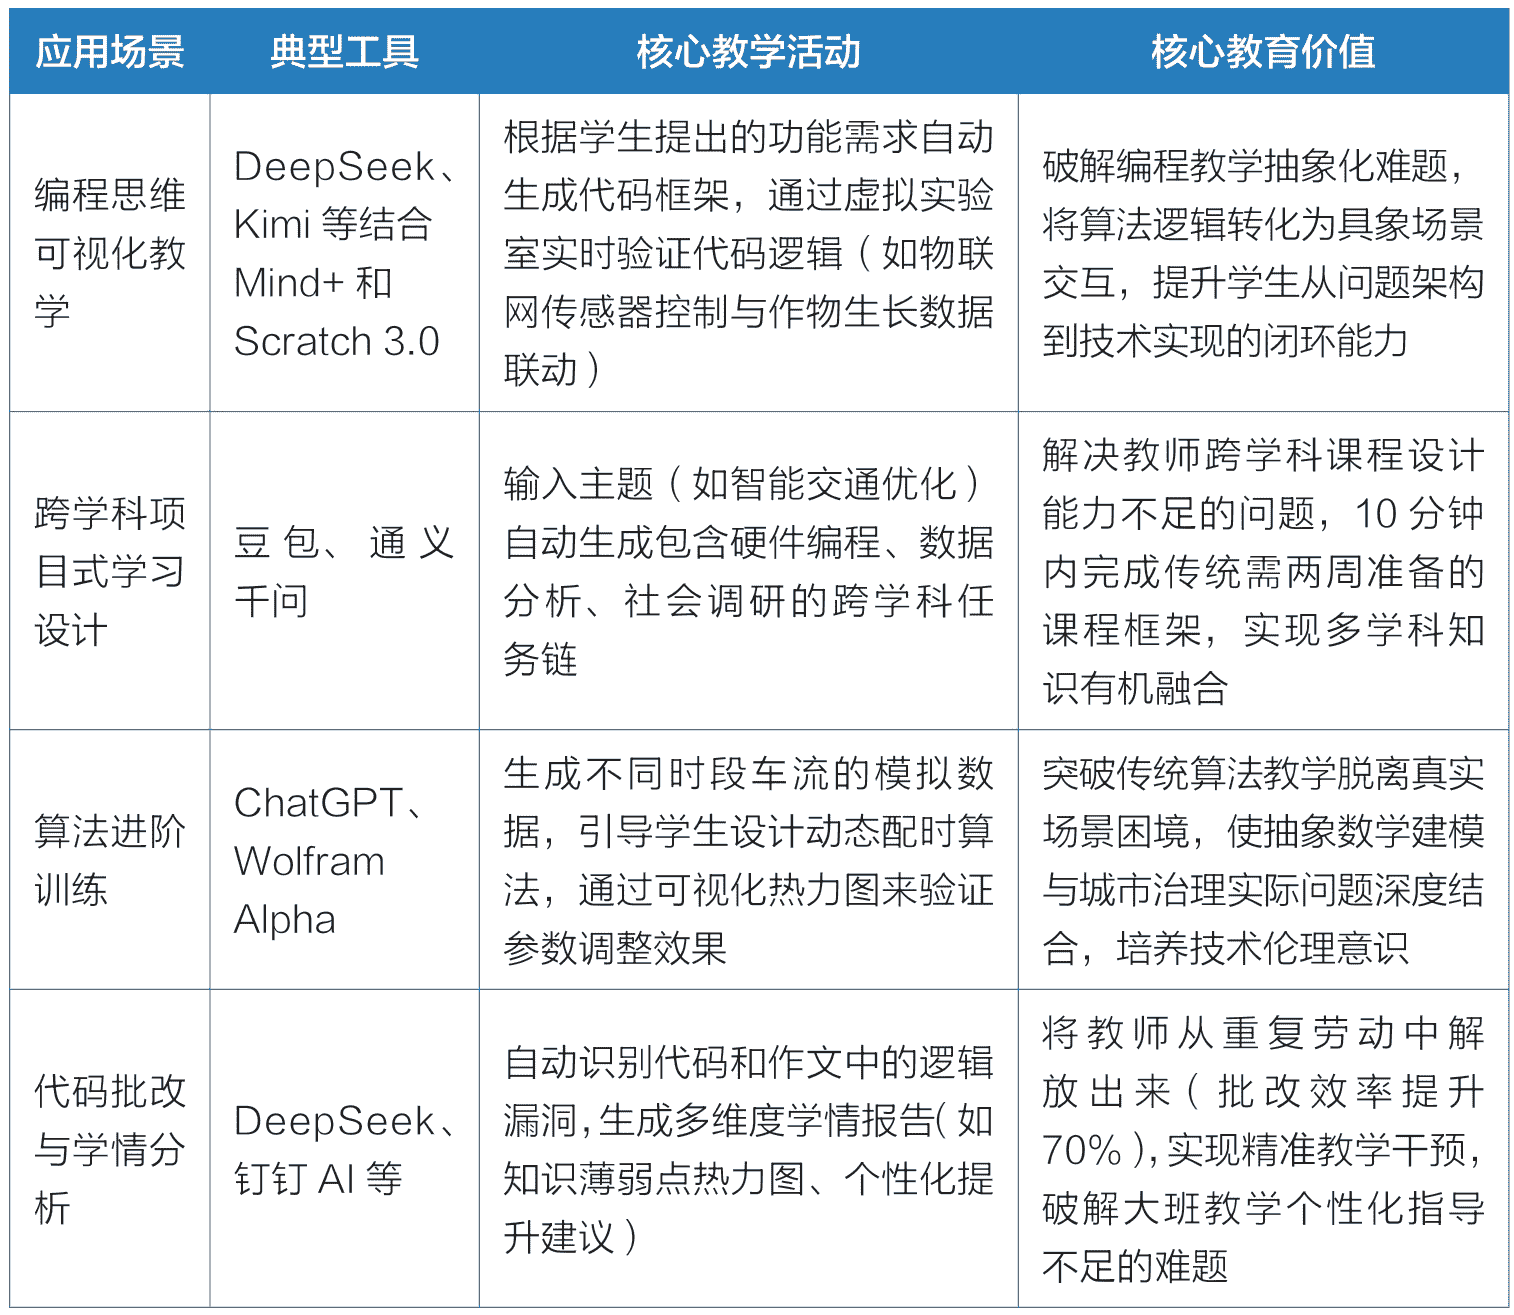 应用场景
典型工具
核心教学活动
核心教育价值
编程思维
可视化教
学
DeepSeek、
Kimi 等结合
Mind+ 和
Scratch 3.0
根据学生提出的功能需求自动
生成代码框架，通过虚拟实验
室实时验证代码逻辑（如物联
网传感器控制与作物生长数据
联动）
破解编程教学抽象化难题，
将算法逻辑转化为具象场景
交互，提升学生从问题架构
到技术实现的闭环能力
跨学科项
目式学习
设计
豆包、通义
千问
输入主题（如智能交通优化）
自动生成包含硬件编程、数据
分析、社会调研的跨学科任
务链
解决教师跨学科课程设计
能力不足的问题，10 分钟
内完成传统需两周准备的
课程框架，实现多学科知
识有机融合
算法进阶
训练
ChatGPT、
Wolfram
Alpha
生成不同时段车流的模拟数
据，引导学生设计动态配时算
法，通过可视化热力图来验证
参数调整效果
突破传统算法教学脱离真实
场景困境，使抽象数学建模
与城市治理实际问题深度结
合，培养技术伦理意识
代码批改
与学情分
析
DeepSeek、
钉钉 AI 等
自动识别代码和作文中的逻辑
漏洞，生成多维度学情报告（如
知识薄弱点热力图、个性化提
升建议）
将教师从重复劳动中解
放出来（批改效率提升
70%），实现精准教学干预，
破解大班教学个性化指导
不足的难题